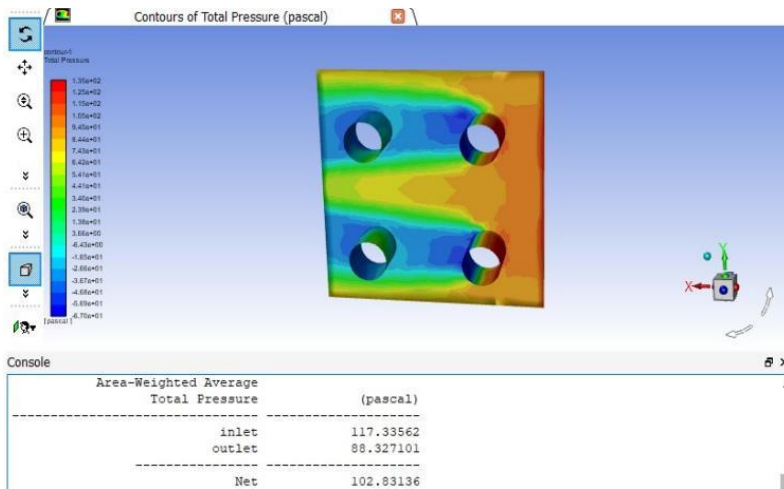 Contours of Total Pressure (pascal)
contour-1
Total Pressure
1.35e+02
1.25e+02
1.15e+02
1.05e+02
9.45e+01
8.44e+01
7.43e+01
6.42e+01
5.41e+01
4.41e+01
3.40e+01
2.39e+01
1.38e+01
3.66e+00
-6.43e+00
-1.65e+01
-2.66e+01
-3.67e+01
-4.68e+01
-5.69e+01
-6.70e+01
[pascal]
Y
X
Console
Area-Weighted Average
Total Pressure (pascal)
-------------------------------- --------------------
inlet 117.33562
outlet 88.327101
---------------- --------------------
Net 102.83136